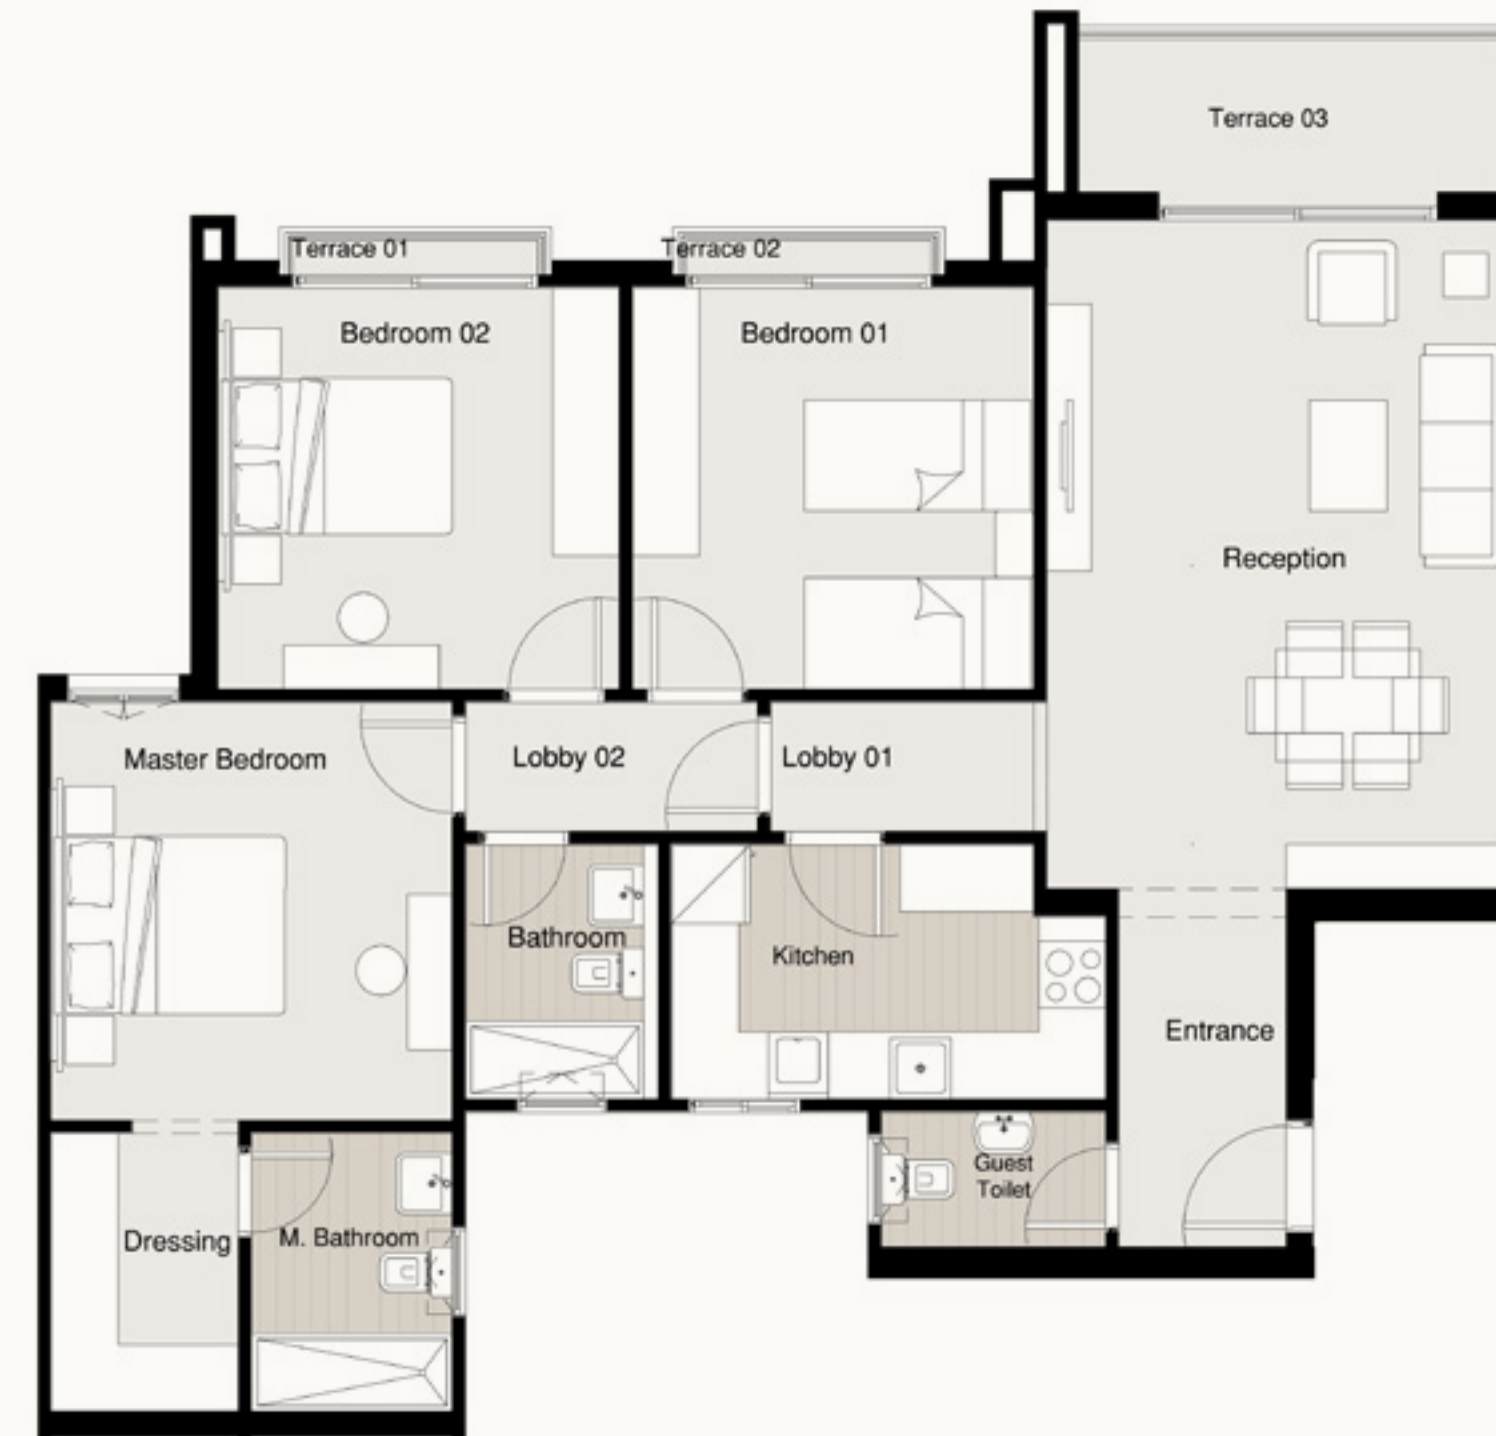 Terrace 03
Terrace 01
Terrace 02
Bedroom 02
Bedroom 01
Reception
Master Bedroom
Lobby 02
Lobby 01
Bathroom
Kitchen
Entrance
Guest
Toilet
Dressing
M. Bathroom